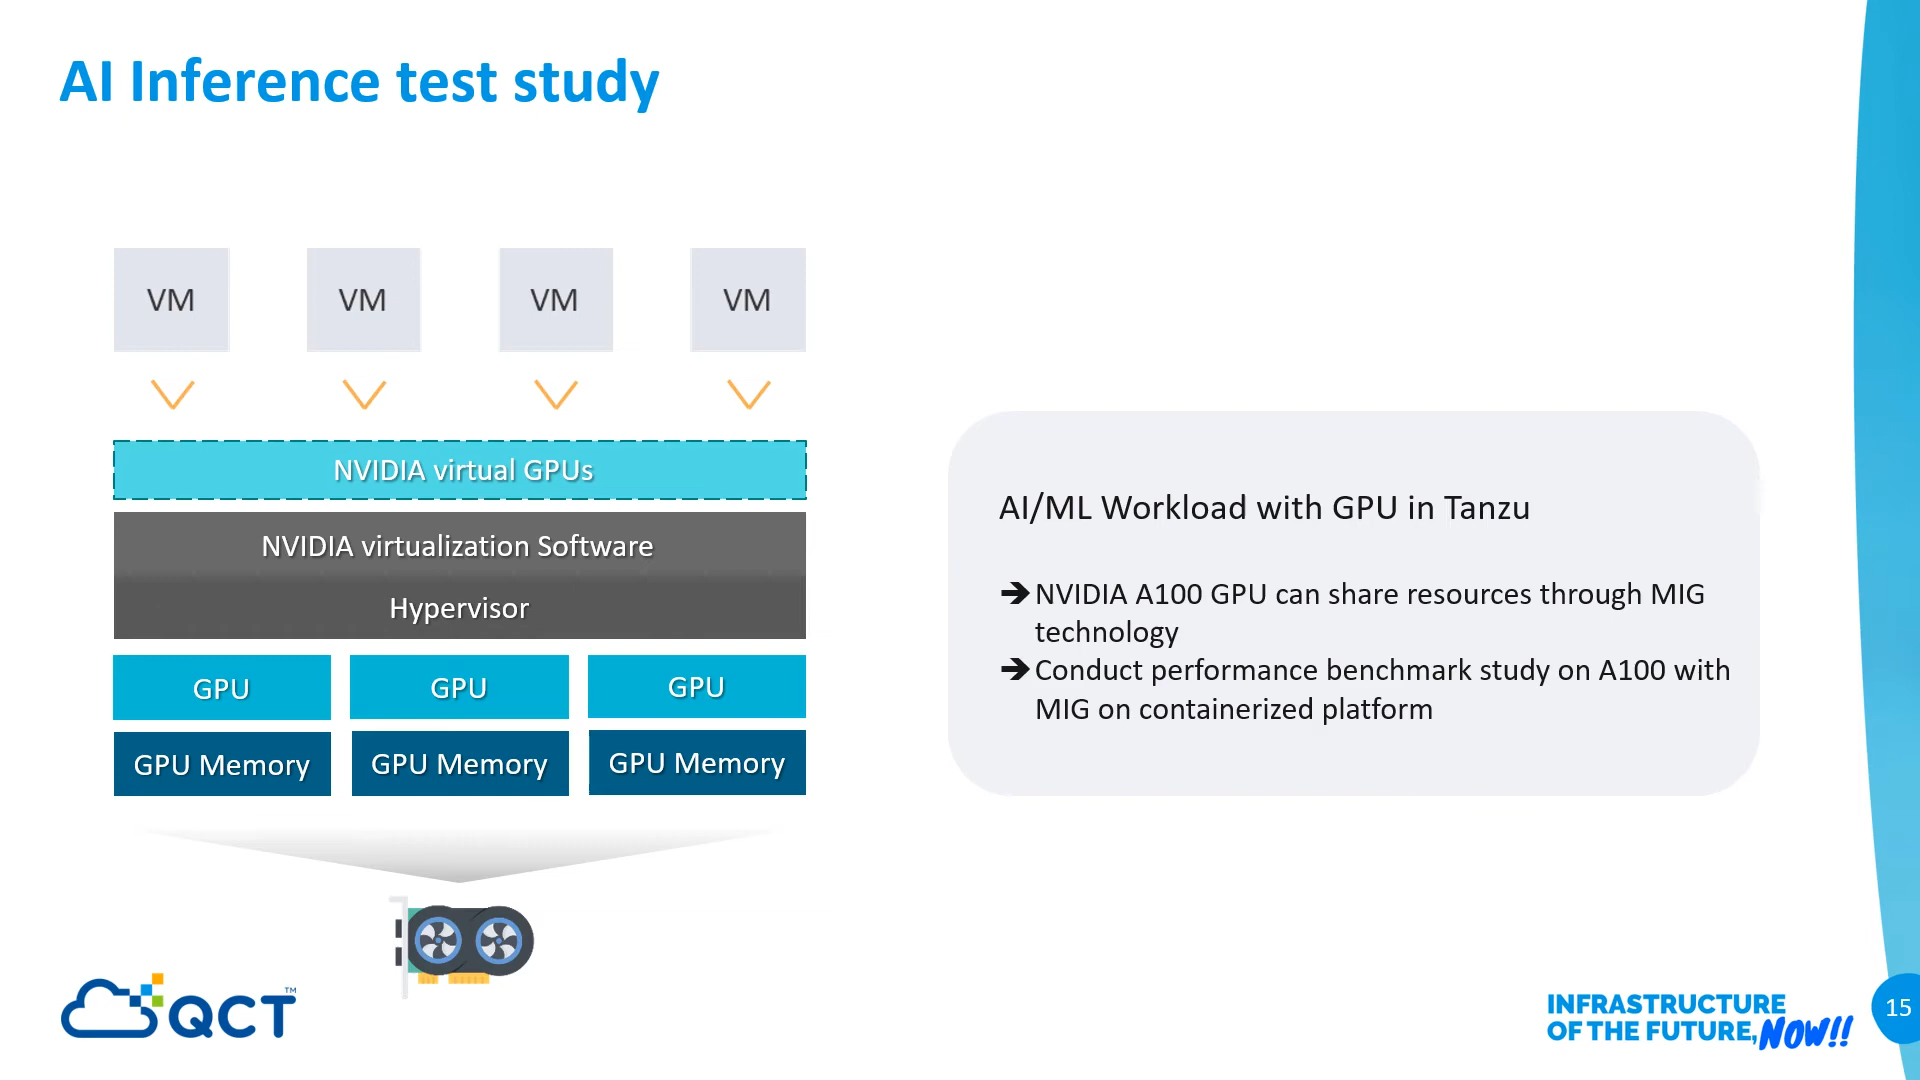 AI Inference test study
VM VM VM VM
NVIDIA virtual GPUs
NVIDIA virtualization Software
Hypervisor
GPU GPU GPU
GPU Memory GPU Memory GPU Memory
AI/ML Workload with GPU in Tanzu
➔ NVIDIA A100 GPU can share resources through MIG
technology
➔ Conduct performance benchmark study on A100 with
MIG on containerized platform
QCT™
INFRASTRUCTURE
OF THE FUTURE, NOW!!
15